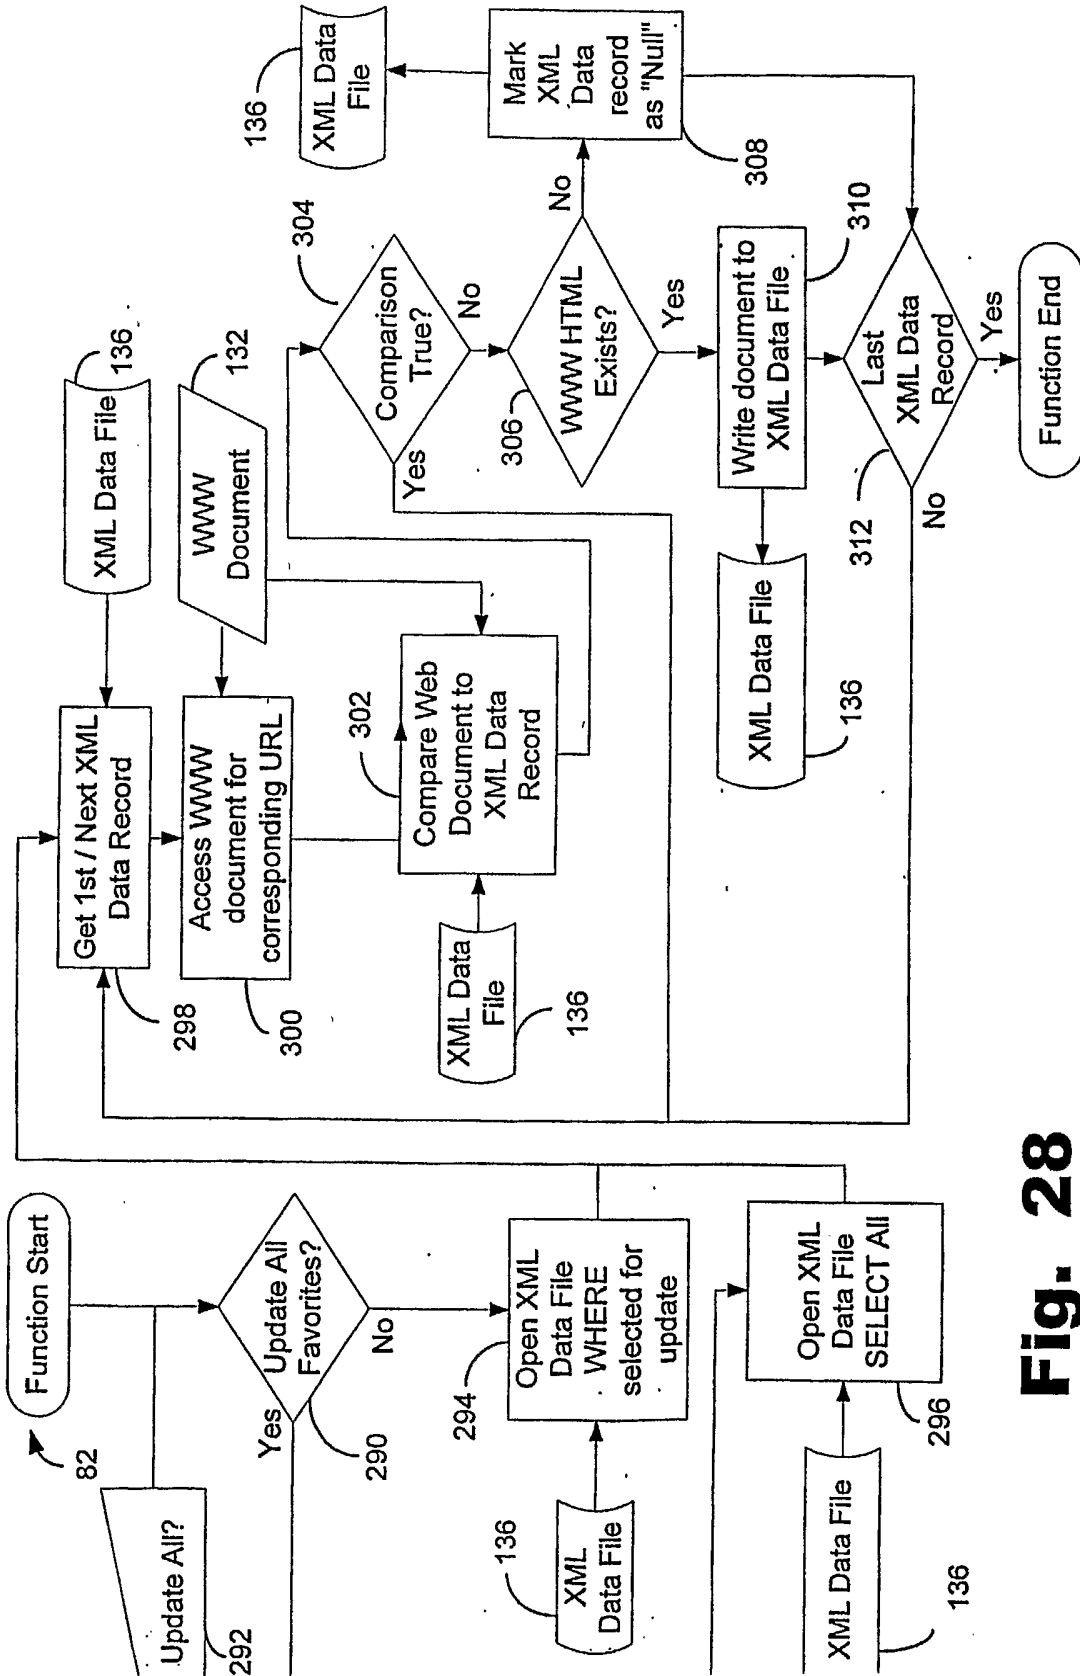 Function Start
82
Update All?
292
Update All
Favorites?
Yes
No
290
Open XML
Data File
WHERE
selected for
update
294
XML
Data File
136
Open XML
Data File
SELECT All
296
XML Data File
136
Get 1st / Next XML
Data Record
298
XML Data File
136
Access WWW
document for
corresponding URL
300
WWW
Document
132
Compare Web
Document to
XML Data
Record
302
XML Data
File
136
Comparison
True?
304
Yes
No
WWW HTML
Exists?
306
No
Yes
Mark
XML
Data
record
as "Null"
308
XML Data
File
136
Write document to
XML Data File
310
XML Data File
136
Last
XML Data
Record
312
No
Yes
Function End
Fig. 28